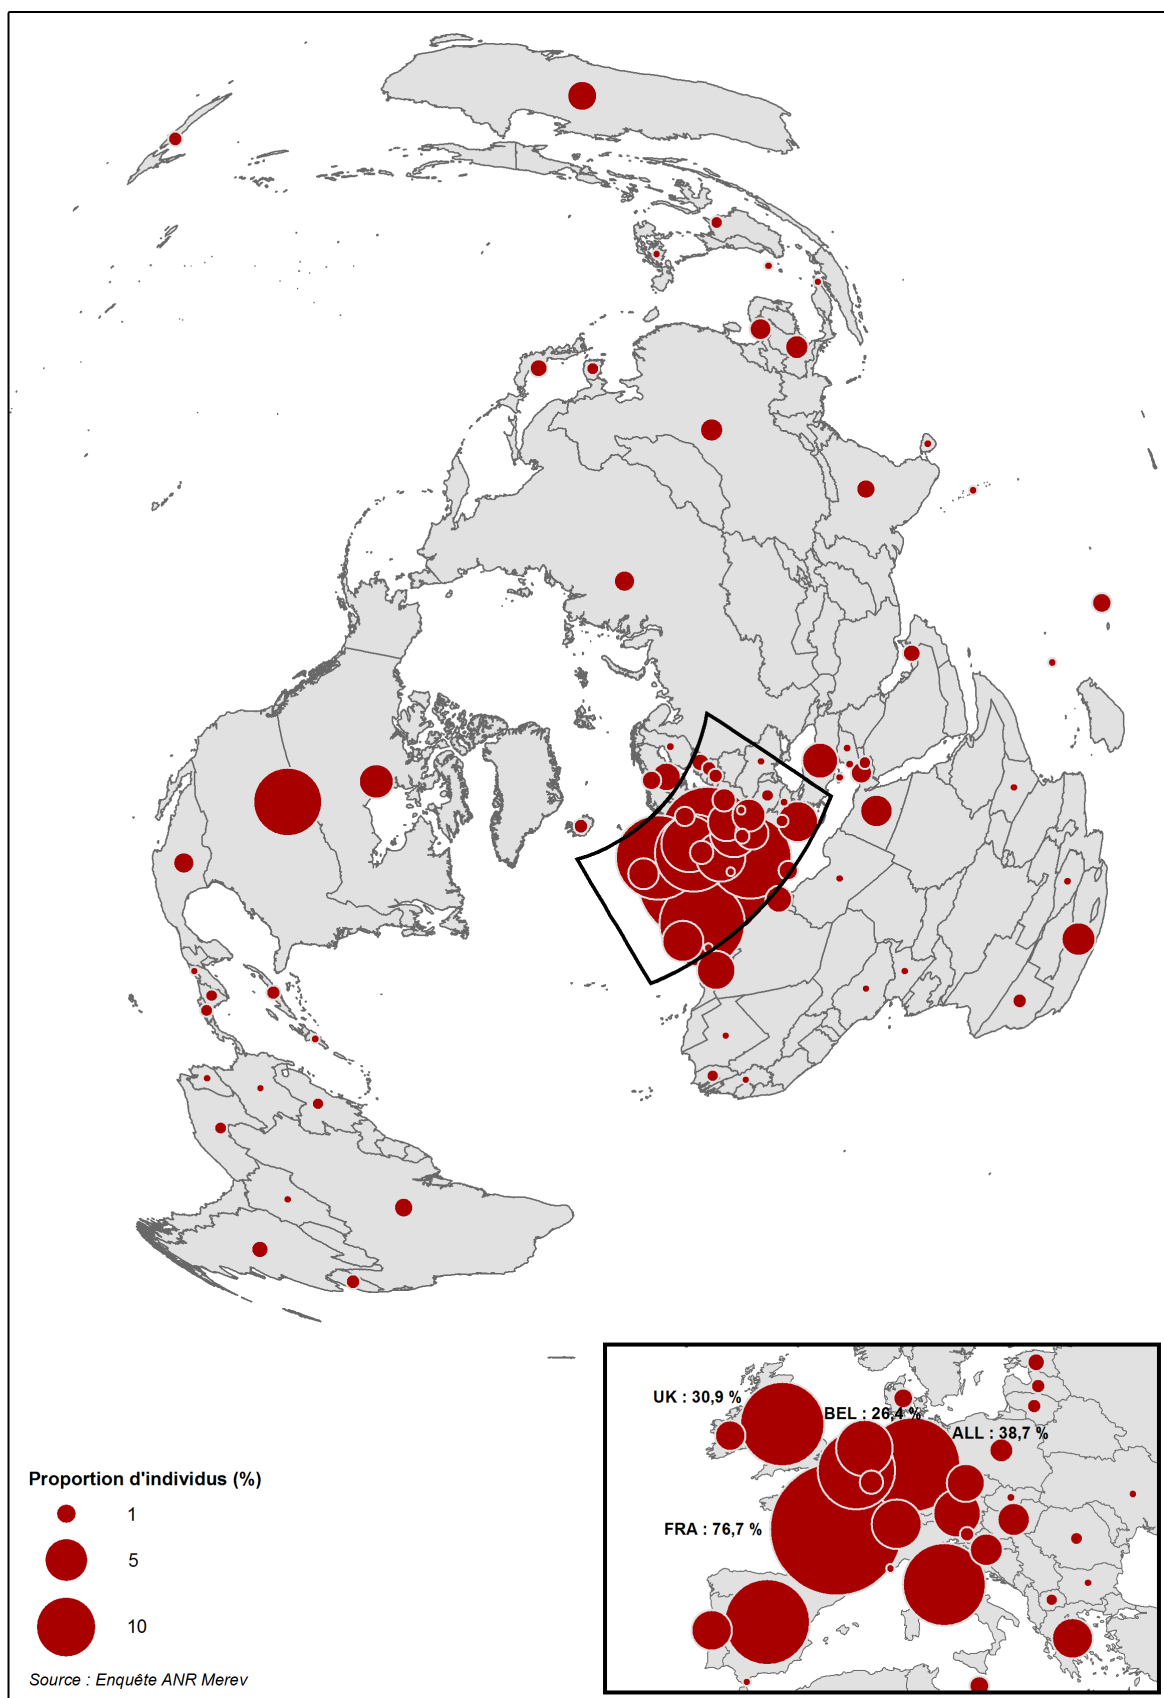 UK : 30,9 %
BEL : 26,4 %
ALL : 38,7 %
FRA : 76,7 %
Proportion d'individus (%)
1
5
10
Source : Enquête ANR Merev